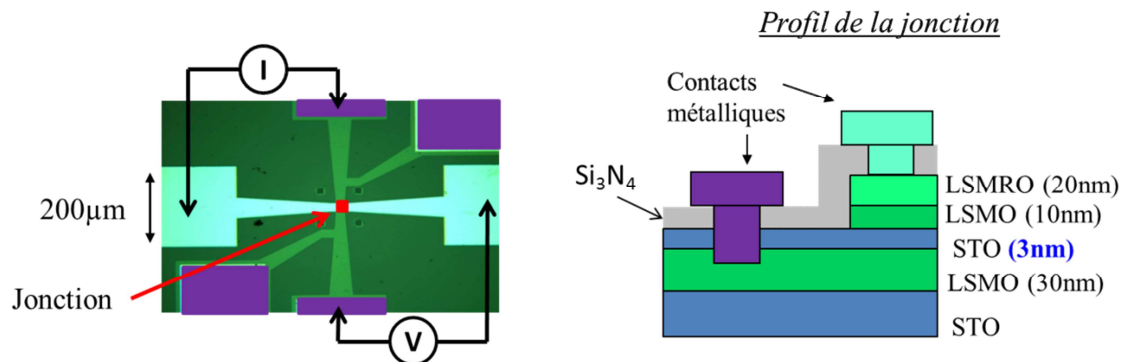 Profil de la jonction
I
Contacts
métalliques
Si₃N₄
200µm
LSMRO (20nm)
LSMO (10nm)
STO (3nm)
Jonction
LSMO (30nm)
V
STO